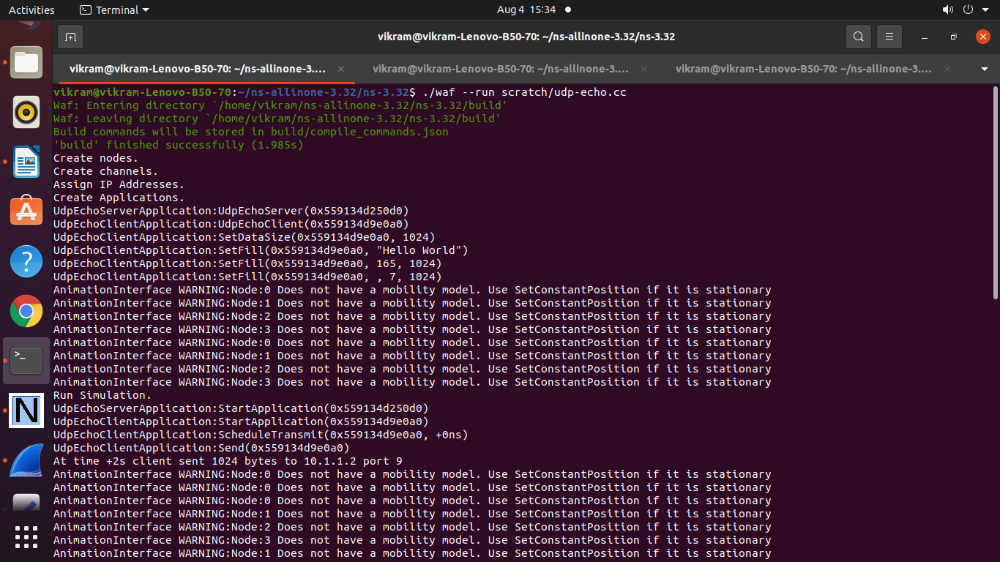 Activities
Terminal
Aug 4 15:34
vikram@vikram-Lenovo-B50-70: ~/ns-allinone-3.32/ns-3.32
vikram@vikram-Lenovo-B50-70: ~/ns-allinone-3.... vikram@vikram-Lenovo-B50-70: ~/ns-allinone-3.... vikram@vikram-Lenovo-B50-70: ~/ns-allinone-3....
vikram@vikram-Lenovo-B50-70:~/ns-allinone-3.32/ns-3.32$ ./waf --run scratch/udp-echo.cc
Waf: Entering directory `/home/vikram/ns-allinone-3.32/ns-3.32/build'
Waf: Leaving directory `/home/vikram/ns-allinone-3.32/ns-3.32/build'
Build commands will be stored in build/compile_commands.json
'build' finished successfully (1.985s)
Create nodes.
Create channels.
Assign IP Addresses.
Create Applications.
UdpEchoServerApplication:UdpEchoServer(0x559134d250d0)
UdpEchoClientApplication:UdpEchoClient(0x559134d9e0a0)
UdpEchoClientApplication:SetDataSize(0x559134d9e0a0, 1024)
UdpEchoClientApplication:SetFill(0x559134d9e0a0, "Hello World")
UdpEchoClientApplication:SetFill(0x559134d9e0a0, 165, 1024)
UdpEchoClientApplication:SetFill(0x559134d9e0a0, , 7, 1024)
AnimationInterface WARNING:Node:0 Does not have a mobility model. Use SetConstantPosition if it is stationary
AnimationInterface WARNING:Node:1 Does not have a mobility model. Use SetConstantPosition if it is stationary
AnimationInterface WARNING:Node:2 Does not have a mobility model. Use SetConstantPosition if it is stationary
AnimationInterface WARNING:Node:3 Does not have a mobility model. Use SetConstantPosition if it is stationary
AnimationInterface WARNING:Node:0 Does not have a mobility model. Use SetConstantPosition if it is stationary
AnimationInterface WARNING:Node:1 Does not have a mobility model. Use SetConstantPosition if it is stationary
AnimationInterface WARNING:Node:2 Does not have a mobility model. Use SetConstantPosition if it is stationary
AnimationInterface WARNING:Node:3 Does not have a mobility model. Use SetConstantPosition if it is stationary
Run Simulation.
UdpEchoServerApplication:StartApplication(0x559134d250d0)
UdpEchoClientApplication:StartApplication(0x559134d9e0a0)
UdpEchoClientApplication:ScheduleTransmit(0x559134d9e0a0, +0ns)
UdpEchoClientApplication:Send(0x559134d9e0a0)
At time +2s client sent 1024 bytes to 10.1.1.2 port 9
AnimationInterface WARNING:Node:0 Does not have a mobility model. Use SetConstantPosition if it is stationary
AnimationInterface WARNING:Node:0 Does not have a mobility model. Use SetConstantPosition if it is stationary
AnimationInterface WARNING:Node:0 Does not have a mobility model. Use SetConstantPosition if it is stationary
AnimationInterface WARNING:Node:1 Does not have a mobility model. Use SetConstantPosition if it is stationary
AnimationInterface WARNING:Node:2 Does not have a mobility model. Use SetConstantPosition if it is stationary
AnimationInterface WARNING:Node:3 Does not have a mobility model. Use SetConstantPosition if it is stationary
AnimationInterface WARNING:Node:1 Does not have a mobility model. Use SetConstantPosition if it is stationary